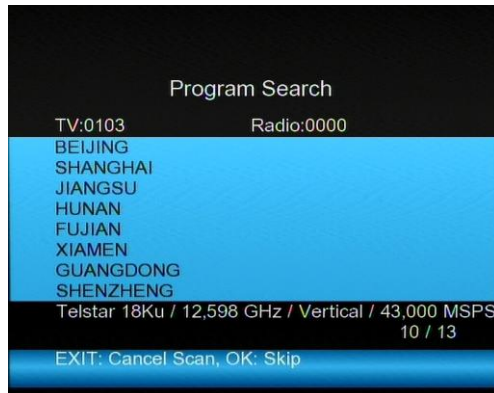 Program Search
TV:0103 Radio:0000
BEIJING
SHANGHAI
JIANGSU
HUNAN
FUJIAN
XIAMEN
GUANGDONG
SHENZHENG
Telstar 18Ku / 12,598 GHz / Vertical / 43,000 MSPS
10 / 13
EXIT: Cancel Scan, OK: Skip